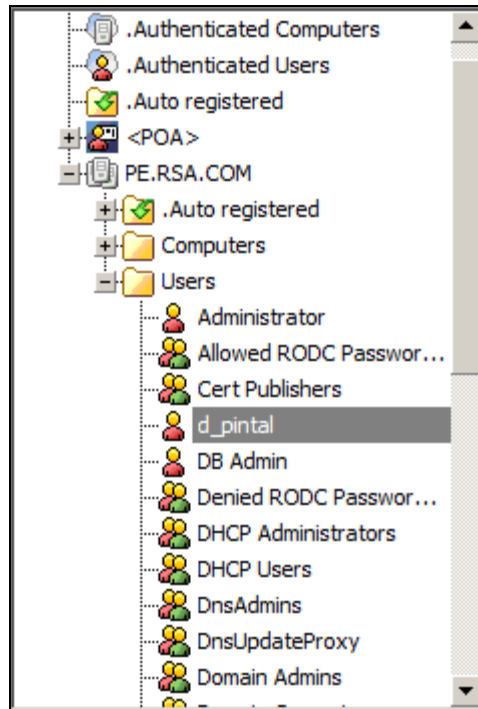 .Authenticated Computers
.Authenticated Users
.Auto registered
<POA>
PE.RSA.COM
.Auto registered
Computers
Users
Administrator
Allowed RODC Passwor...
Cert Publishers
d_pintal
DB Admin
Denied RODC Passwor...
DHCP Administrators
DHCP Users
DnsAdmins
DnsUpdateProxy
Domain Admins